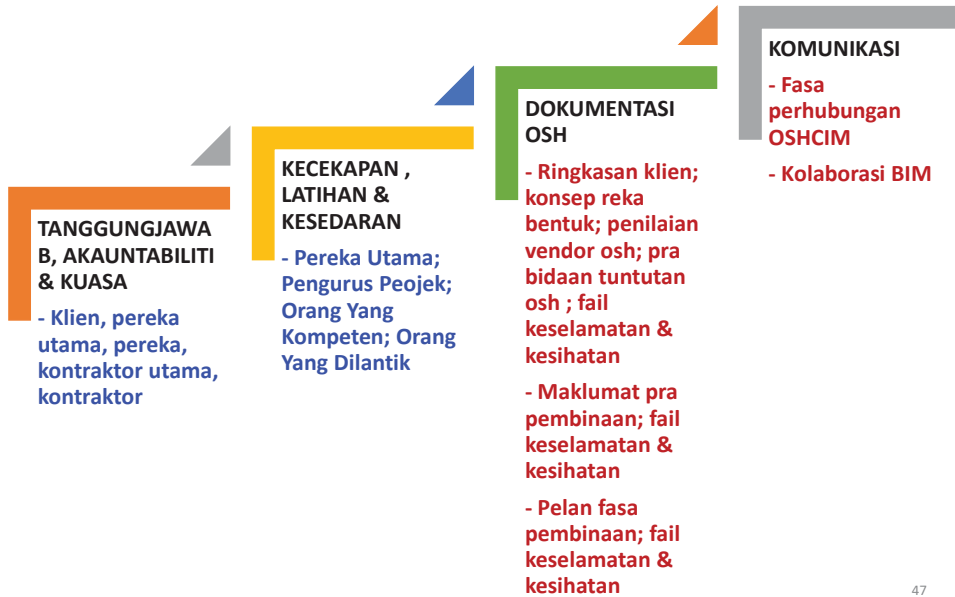 TANGGUNGJAWA
B, AKAUNTABILITI
& KUASA
- Klien, pereka
utama, pereka,
kontraktor utama,
kontraktor
KECEKAPAN ,
LATIHAN &
KESEDARAN
- Pereka Utama;
Pengurus Peojek;
Orang Yang
Kompeten; Orang
Yang Dilantik
DOKUMENTASI
OSH
- Ringkasan klien;
konsep reka
bentuk; penilaian
vendor osh; pra
bidaan tuntutan
osh ; fail
keselamatan &
kesihatan
- Maklumat pra
pembinaan; fail
keselamatan &
kesihatan
- Pelan fasa
pembinaan; fail
keselamatan &
kesihatan
KOMUNIKASI
- Fasa
perhubungan
OSHCIM
- Kolaborasi BIM
47